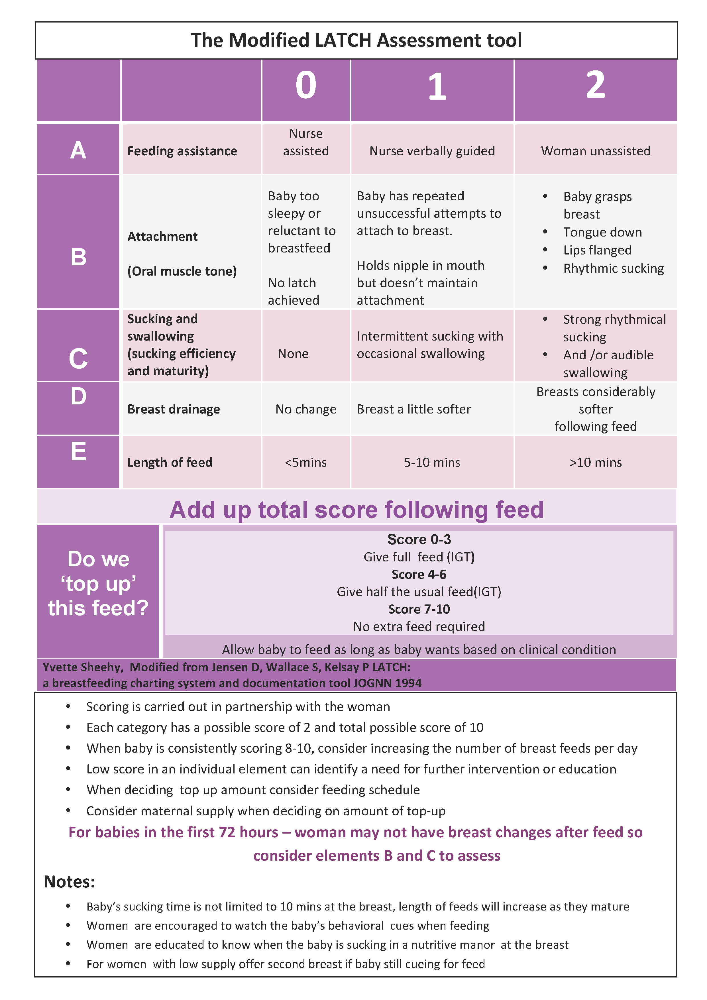 The Modified LATCH Assessment tool
0 1 2
A Feeding assistance Nurse assisted Nurse verbally guided Woman unassisted
B
Attachment
(Oral muscle tone)
Baby too
sleepy or
reluctant to
breastfeed
No latch
achieved
Baby has repeated
unsuccessful attempts to
attach to breast.
Holds nipple in mouth
but doesn’t maintain
attachment
• Baby grasps
breast
• Tongue down
• Lips flanged
• Rhythmic sucking
C
Sucking and
swallowing
(sucking efficiency
and maturity)
None
Intermittent sucking with
occasional swallowing
• Strong rhythmical
sucking
• And /or audible
swallowing
D
Breast drainage
No change
Breast a little softer
Breasts considerably
softer
following feed
E
Length of feed
<5mins
5-10 mins
>10 mins
Add up total score following feed
Do we
‘top up’
this feed?
Score 0-3
Give full feed (IGT)
Score 4-6
Give half the usual feed(IGT)
Score 7-10
No extra feed required
Allow baby to feed as long as baby wants based on clinical condition
Yvette Sheehy, Modified from Jensen D, Wallace S, Kelsay P LATCH:
a breastfeeding charting system and documentation tool JOGNN 1994
• Scoring is carried out in partnership with the woman
• Each category has a possible score of 2 and total possible score of 10
• When baby is consistently scoring 8-10, consider increasing the number of breast feeds per day
• Low score in an individual element can identify a need for further intervention or education
• When deciding top up amount consider feeding schedule
• Consider maternal supply when deciding on amount of top-up
For babies in the first 72 hours – woman may not have breast changes after feed so
consider elements B and C to assess
Notes:
• Baby’s sucking time is not limited to 10 mins at the breast, length of feeds will increase as they mature
• Women are encouraged to watch the baby’s behavioral cues when feeding
• Women are educated to know when the baby is sucking in a nutritive manor at the breast
• For women with low supply offer second breast if baby still cueing for feed